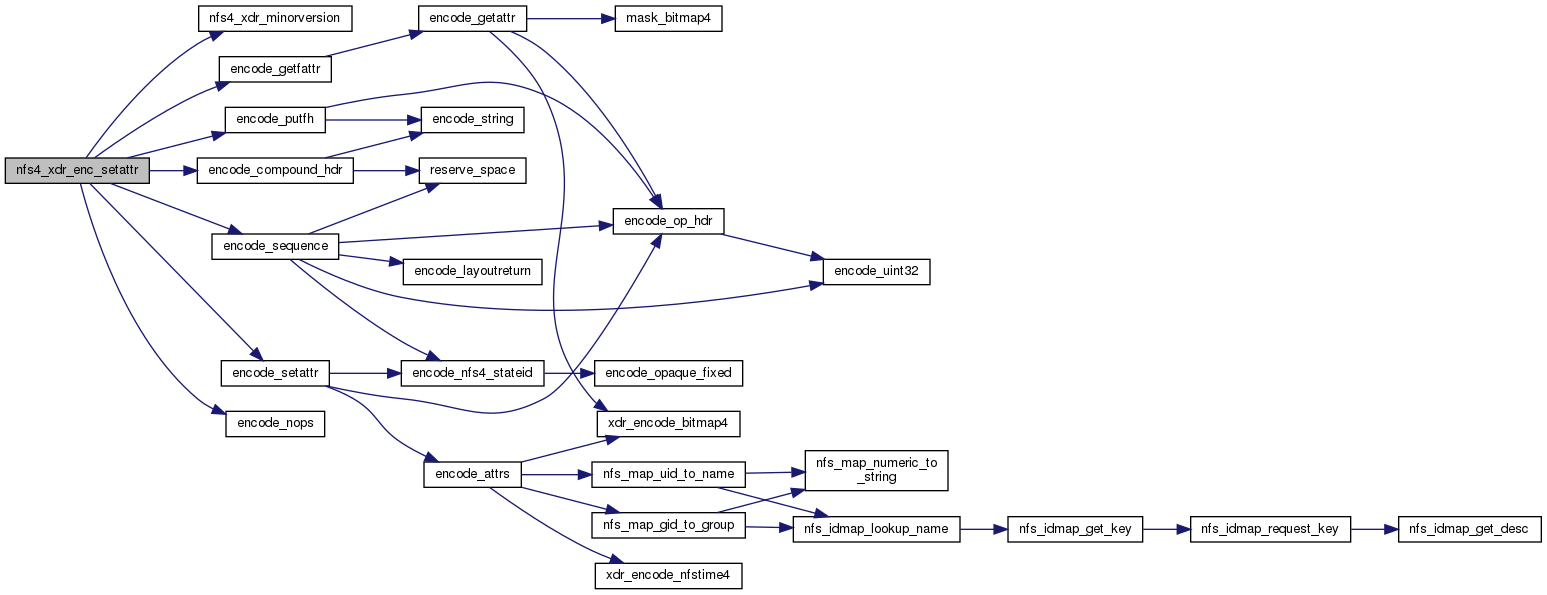 nfs4_xdr_minorversion
encode_getattr
mask_bitmap4
encode_getfattr
encode_putfh
encode_string
nfs4_xdr_enc_setattr
encode_compound_hdr
reserve_space
encode_op_hdr
encode_sequence
encode_layoutreturn
encode_uint32
encode_setattr
encode_nfs4_stateid
encode_opaque_fixed
encode_nops
xdr_encode_bitmap4
encode_attrs
nfs_map_uid_to_name
nfs_map_numeric_to
_string
nfs_map_gid_to_group
nfs_idmap_lookup_name
nfs_idmap_get_key
nfs_idmap_request_key
nfs_idmap_get_desc
xdr_encode_nfstime4